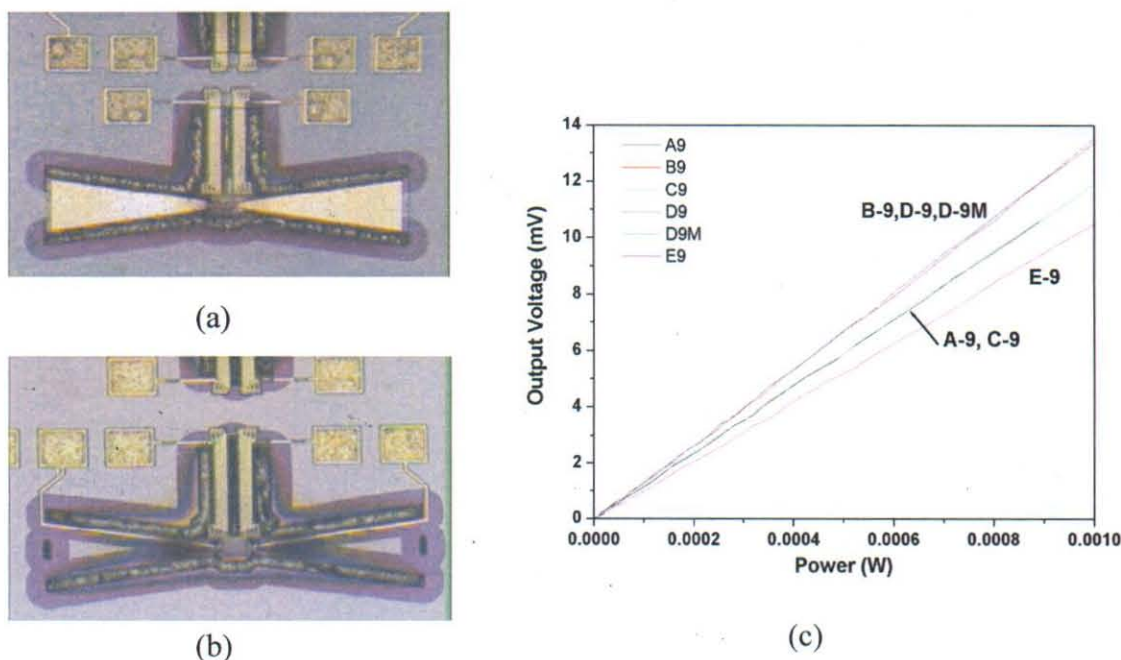 (a)
(b)
14
12
10
8
6
4
2
0
Output Voltage (mV)
A9
B9
C9
D9
D9M
E9
B-9,D-9,D-9M
E-9
A-9, C-9
0.0000
0.0002
0.0004
0.0006
0.0008
0.0010
Power (W)
(c)